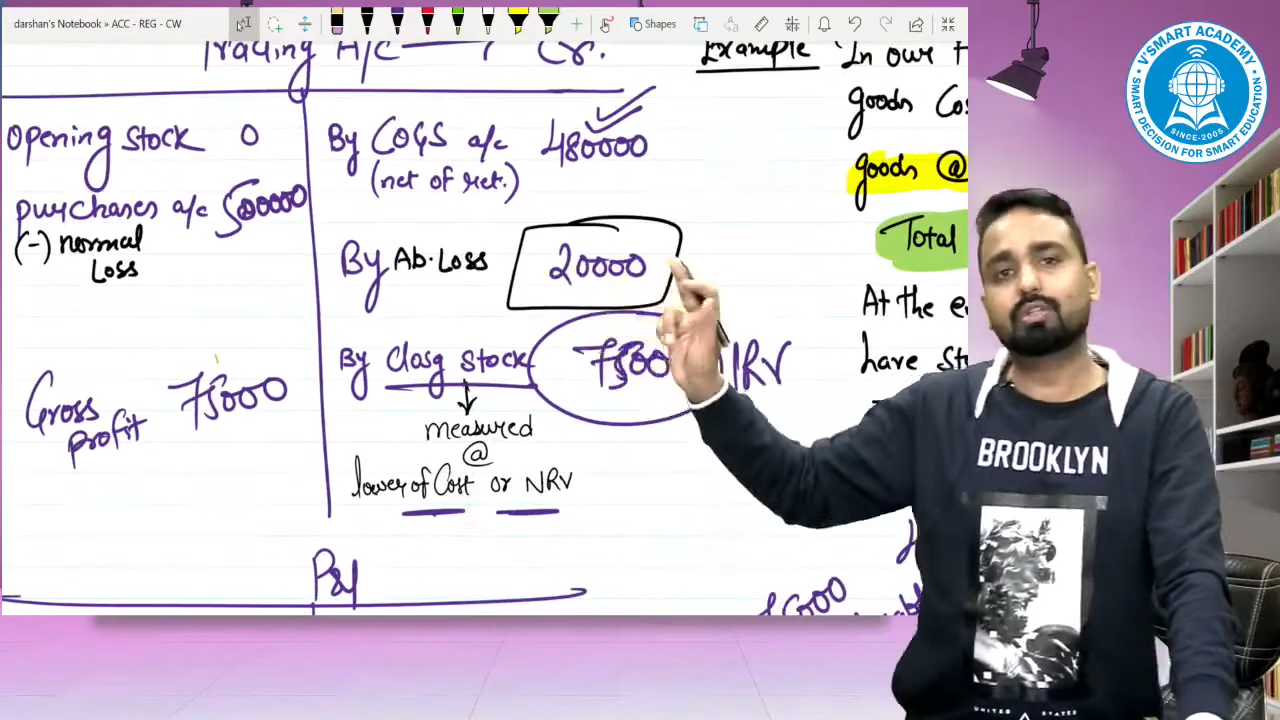 darshan's Notebook » ACC - REG - CW
Shapes
Trading A/C Cr.
Opening stock 0
purchases a/c 500000
(-) normal
Loss
Gross
profit 75000
By COGS a/c 480000
(net of ret.)
By Ab. Loss 20000
By Closg stock 75000 NRV
measured
@
lower of Cost or NRV
P&L
Example
In our
goods
goods @
Total
At the
have
V'SMART ACADEMY
SINCE-2005
SMART DECISION FOR SMART EDUCATION
BROOKLYN
UNITED STATES